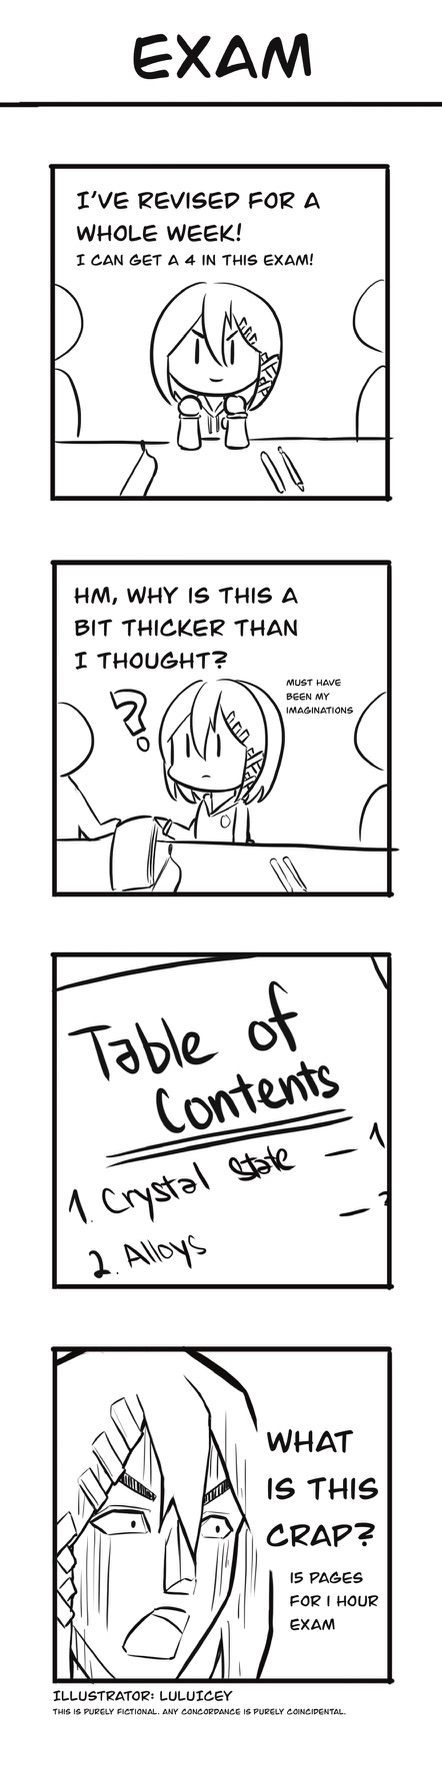 EXAM
I'VE REVISED FOR A
WHOLE WEEK!
I CAN GET A 4 IN THIS EXAM!
HM, WHY IS THIS A
BIT THICKER THAN
I THOUGHT?
MUST HAVE
BEEN MY
IMAGINATIONS
?
Table of
Contents
1. Crystal State — 1
2. Alloys —
WHAT
IS THIS
CRAP?
15 PAGES
FOR 1 HOUR
EXAM
ILLUSTRATOR: LULUICEY
THIS IS PURELY FICTIONAL. ANY CONCORDANCE IS PURELY COINCIDENTAL.